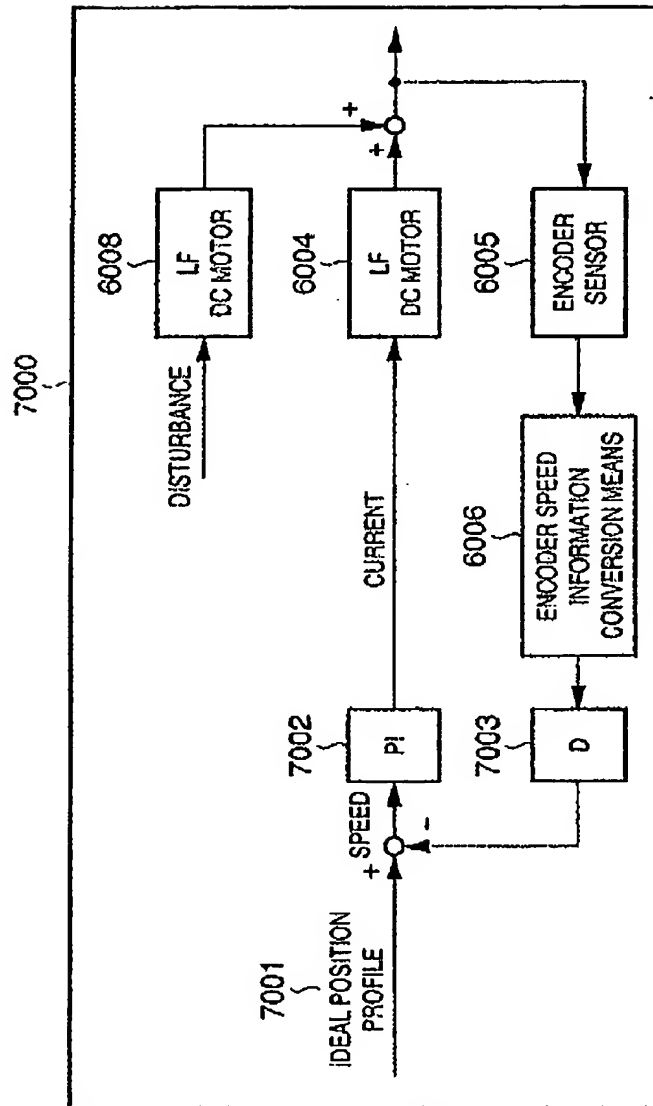 7000
6008
LF
DC MOTOR
DISTURBANCE
+
+
7001
IDEAL POSITION
PROFILE
+
SPEED
-
7002
PI
CURRENT
6004
LF
DC MOTOR
7003
D
6006
ENCODER SPEED
INFORMATION
CONVERSION MEANS
6005
ENCODER
SENSOR